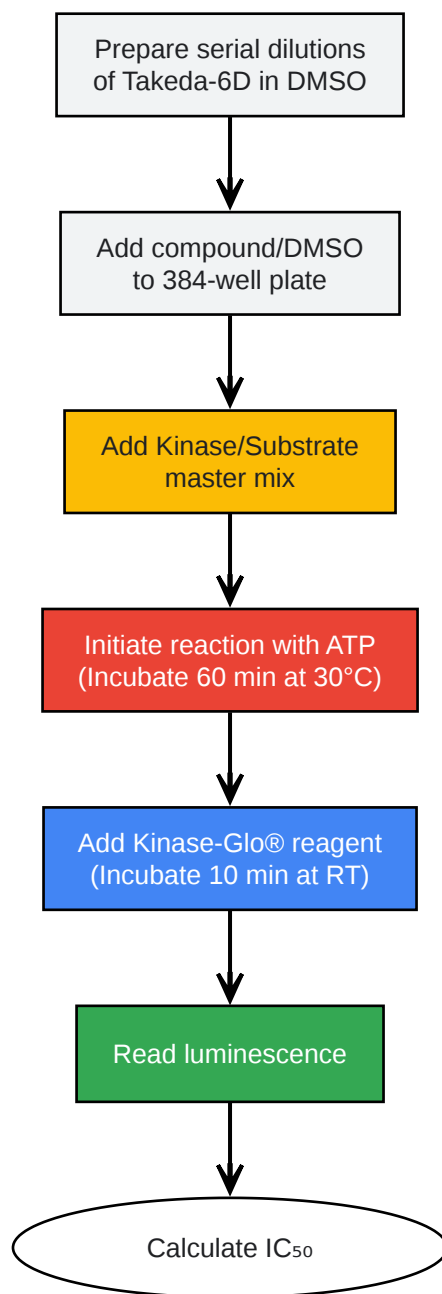 Prepare serial dilutions
of Takeda-6D in DMSO
Add compound/DMSO
to 384-well plate
Add Kinase/Substrate
master mix
Initiate reaction with ATP
(Incubate 60 min at 30°C)
Add Kinase-Glo® reagent
(Incubate 10 min at RT)
Read luminescence
Calculate IC₅₀